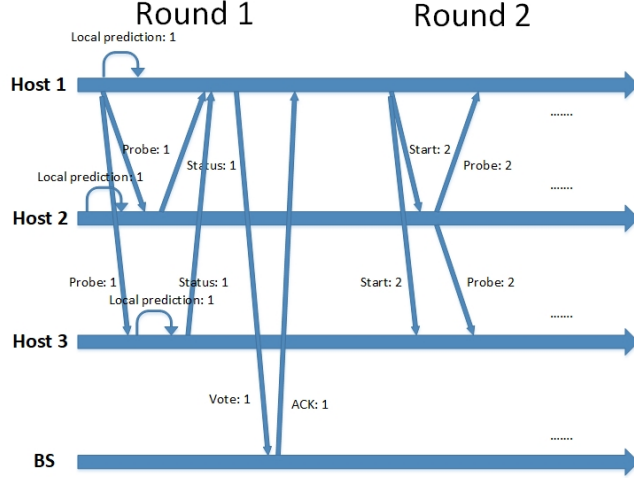 Round 1
Round 2
Local prediction: 1
Host 1
.......
Probe: 1
Status: 1
Start: 2
Probe: 2
Local prediction: 1
.......
Host 2
Probe: 1
Status: 1
Start: 2
Probe: 2
Local prediction: 1
.......
Host 3
Vote: 1
ACK: 1
.......
BS